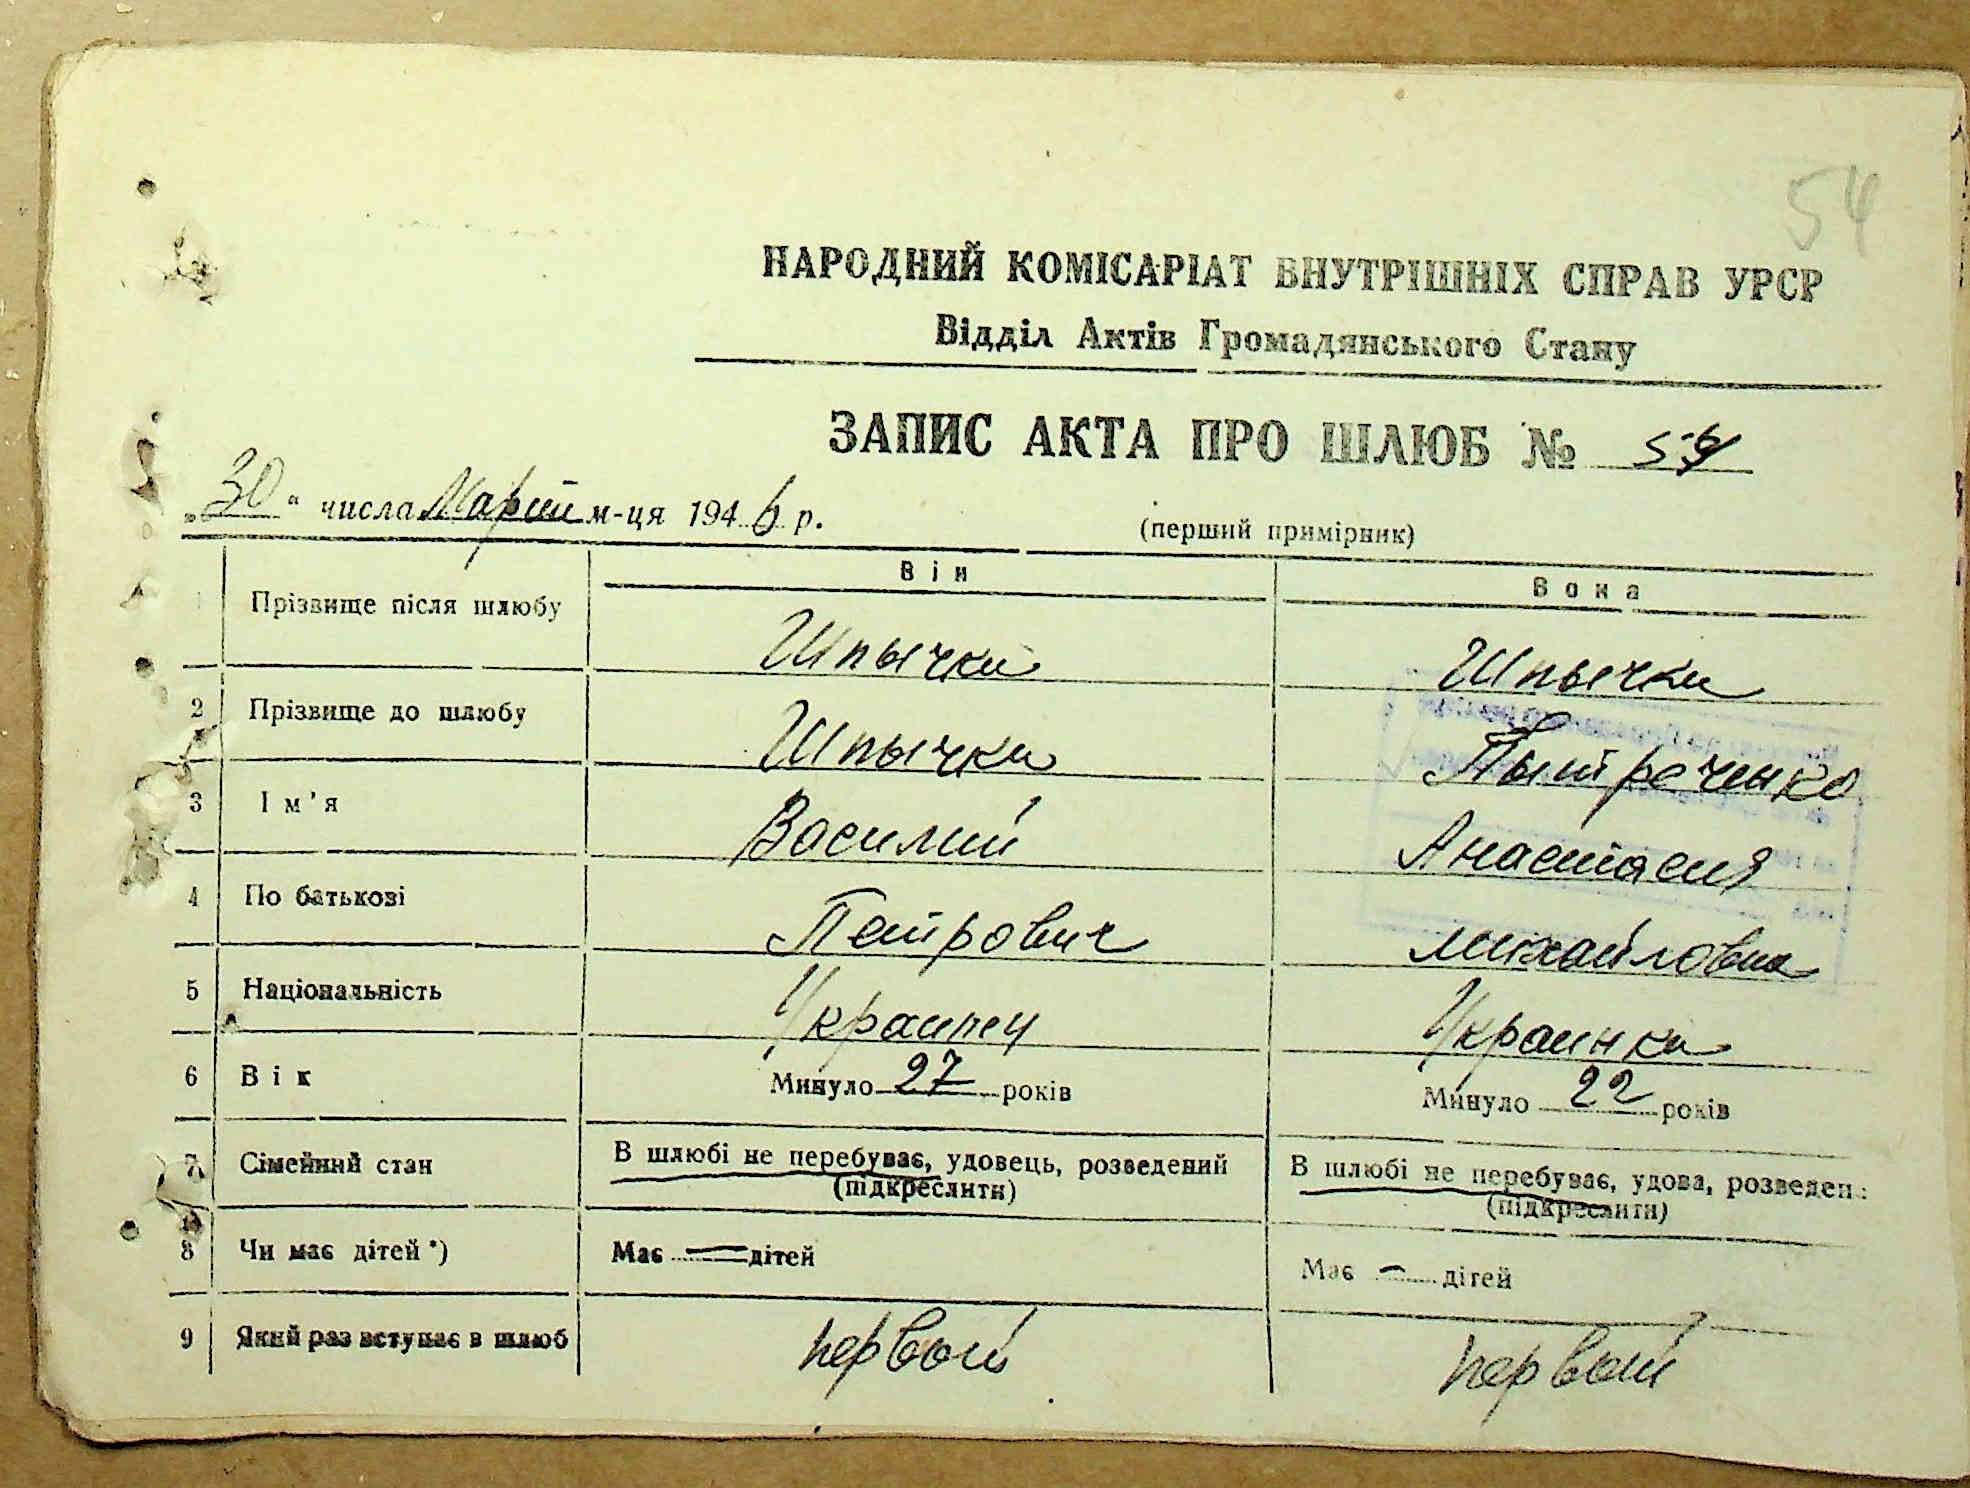 54
НАРОДНИЙ КОМІСАРІАТ ВНУТРІШНІХ СПРАВ УРСР
Відділ Актів Громадянського Стану
ЗАПИС АКТА ПРО ШЛЮБ №
„30“ числа м-ця 1946 р.
(перший примірник)
Він Вона
1 Прізвище після шлюбу Шпычка Шпычка
2 Прізвище до шлюбу Шпычка Пытреченко
3 Ім'я Василий Анастасия
4 По батькові Петрович Михайловна
5 Національність Украинец Украинка
6 Вік Минуло 27 років Минуло 22 років
7 Сімейний стан В шлюбі не перебуває, удовець, розведений В шлюбі не перебуває, удова, розведена
(підкреслити) (підкреслити)
8 Чи має дітей *) Має — дітей Має — дітей
9 Який раз вступає в шлюб первый первый